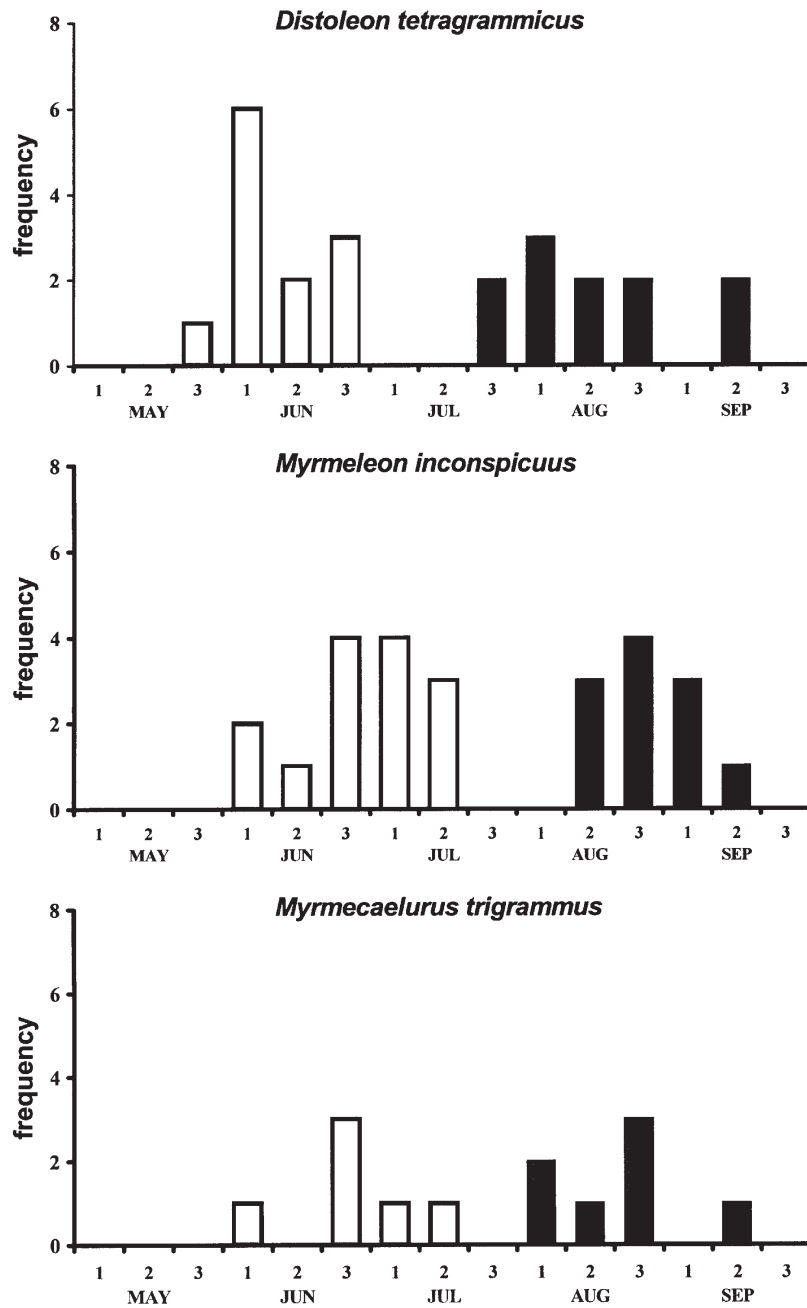 Distoleon tetragrammicus
8
6
4
2
0
frequency
1 2 3 1 2 3 1 2 3 1 2 3 1 2 3
MAY JUN JUL AUG SEP
Myrmeleon inconspicuus
8
6
4
2
0
frequency
1 2 3 1 2 3 1 2 3 1 2 3 1 2 3
MAY JUN JUL AUG SEP
Myrmecaelurus trigrammus
8
6
4
2
0
frequency
1 2 3 1 2 3 1 2 3 1 2 3 1 2 3
MAY JUN JUL AUG SEP